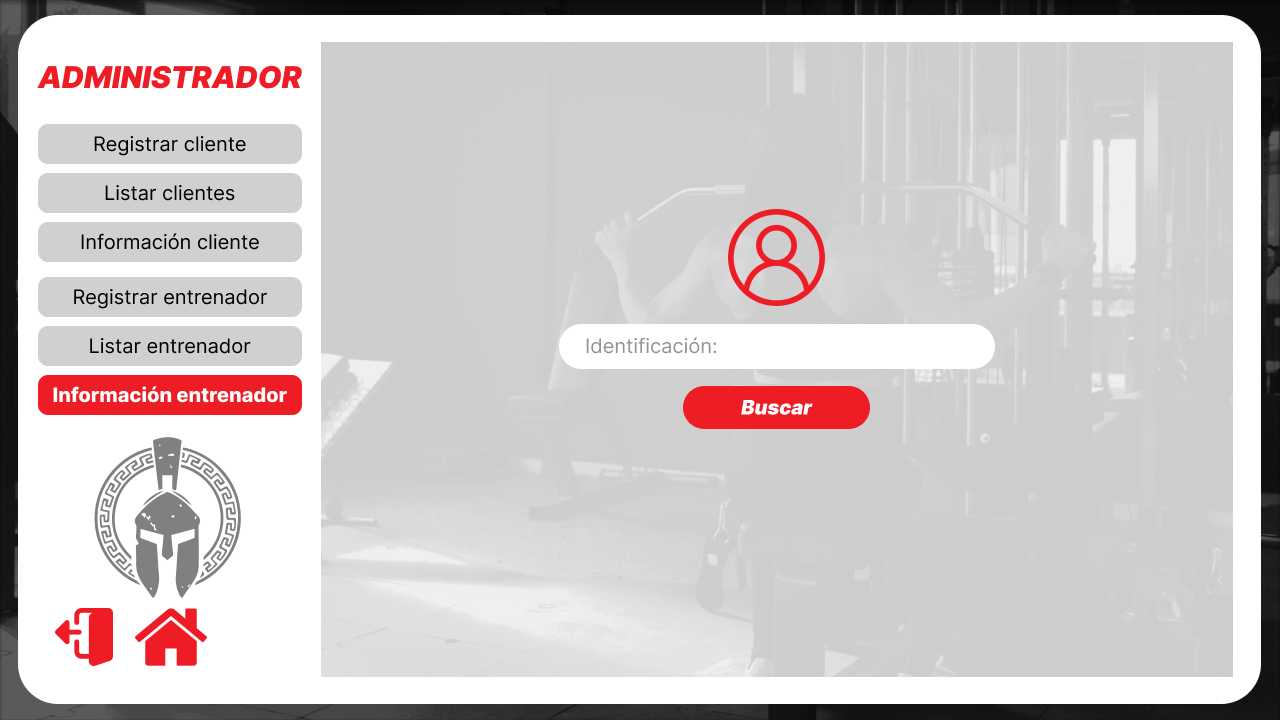 ADMINISTRADOR
Registrar cliente
Listar clientes
Información cliente
Registrar entrenador
Listar entrenador
Información entrenador
Identificación:
Buscar